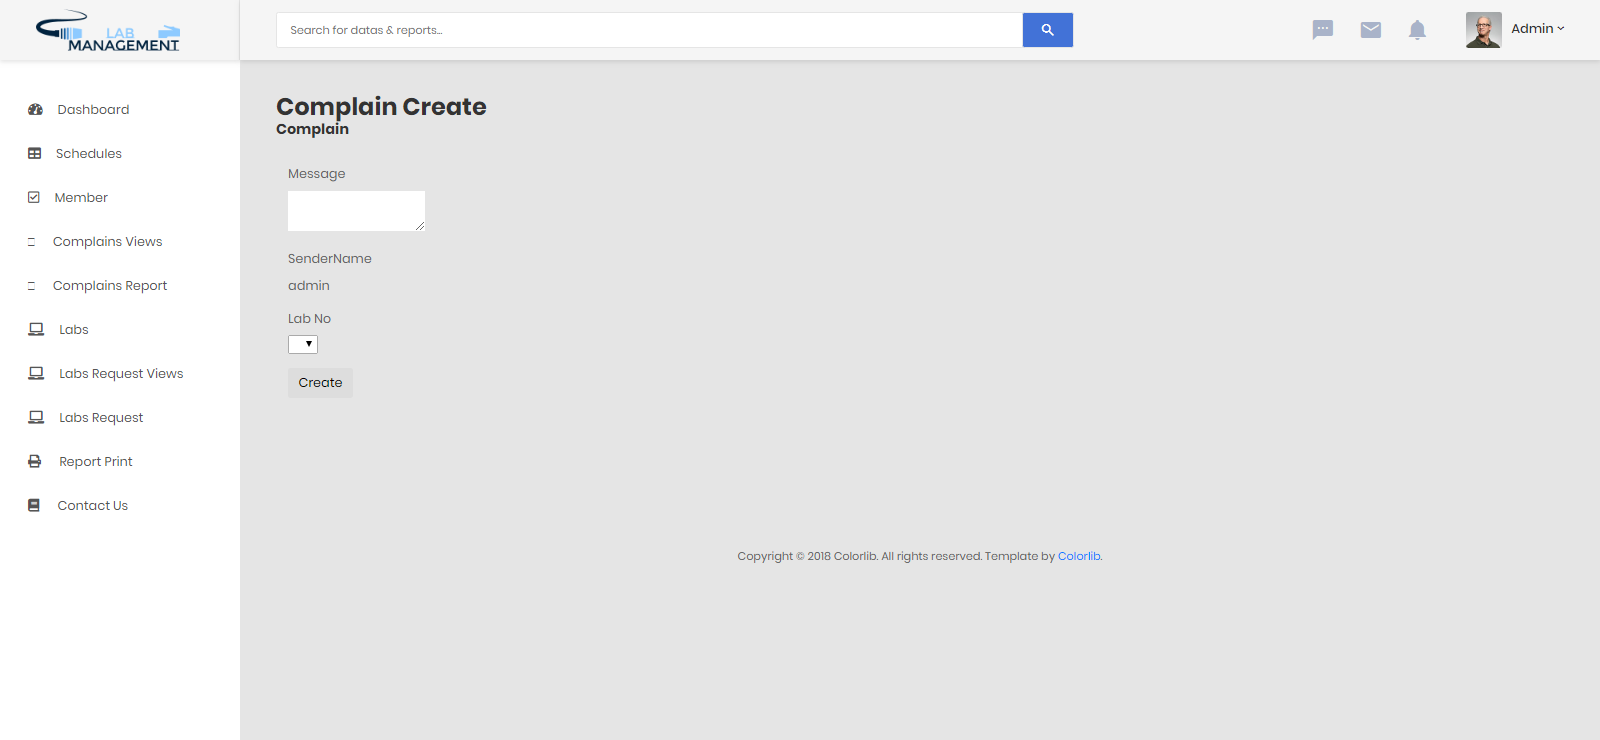 LAB
MANAGEMENT
Search for datas & reports...
Admin
Dashboard
Schedules
Member
Complains Views
Complains Report
Labs
Labs Request Views
Labs Request
Report Print
Contact Us
Complain Create
Complain
Message
SenderName
admin
Lab No
Create
Copyright © 2018 Colorlib. All rights reserved. Template by Colorlib.